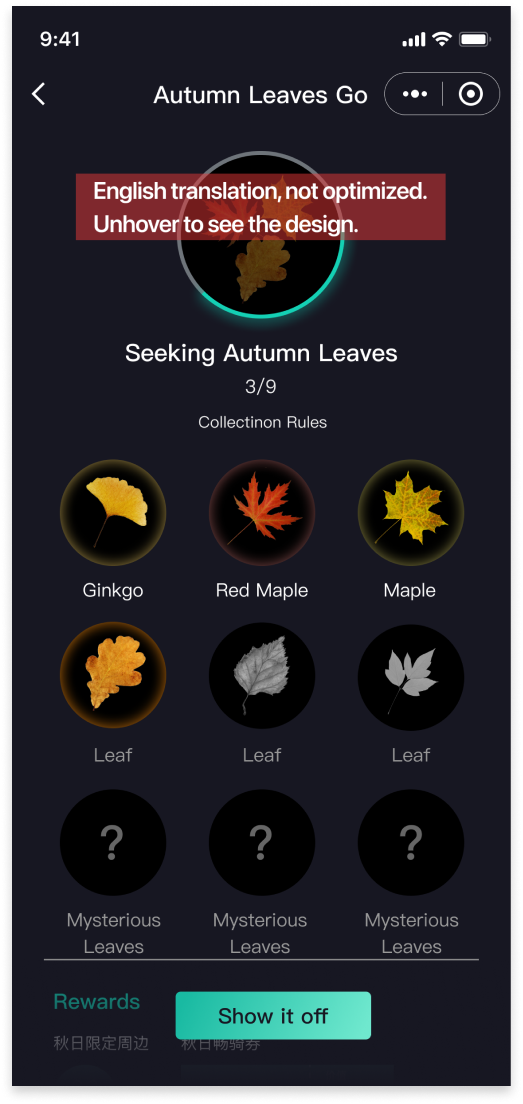 9:41
Autumn Leaves Go
English translation, not optimized.
Unhover to see the design.
Seeking Autumn Leaves
3/9
Collectinon Rules
Ginkgo Red Maple Maple
Leaf Leaf Leaf
? ? ?
Mysterious Mysterious Mysterious
Leaves Leaves Leaves
Rewards
Show it off
秋日限定周边 秋日畅骑券